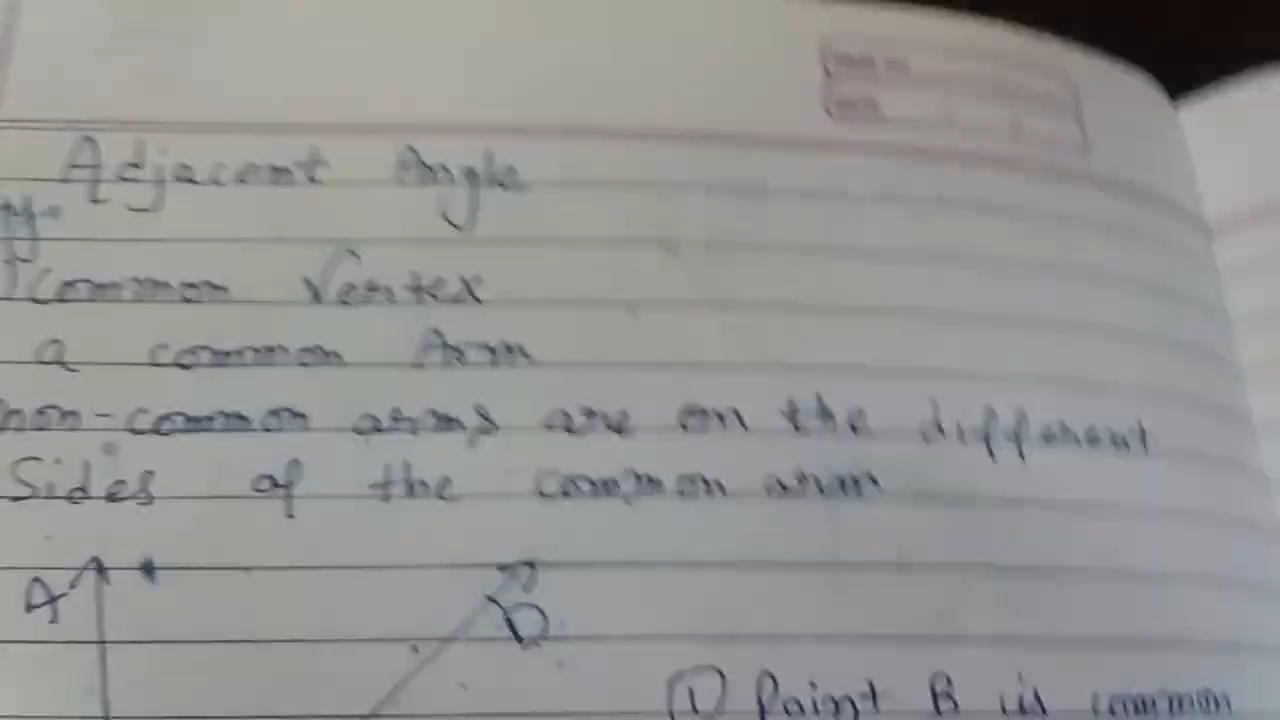 Adjacent Angle
common Vertex
a common Arm
non-common arms are on the different
Sides of the common arm
A
D
① Point B is common